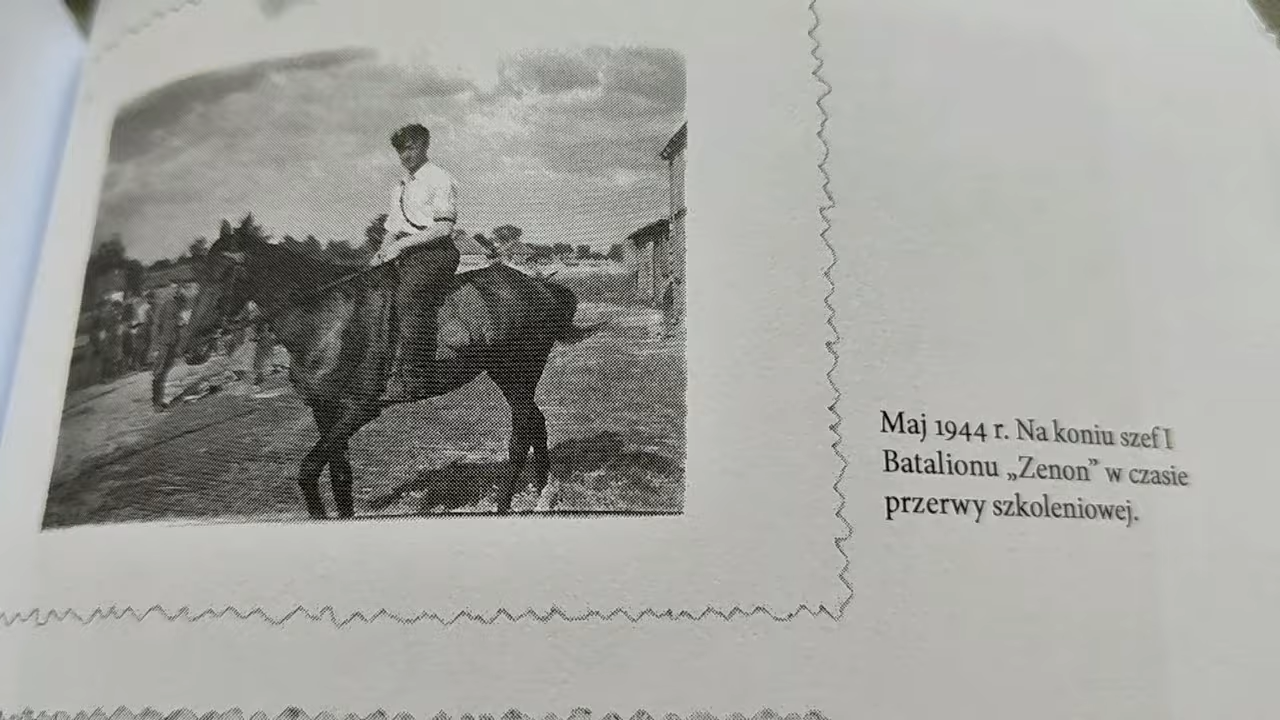 Maj 1944 r. Na koniu szef I
Batalionu „Zenon” w czasie
przerwy szkoleniowej.